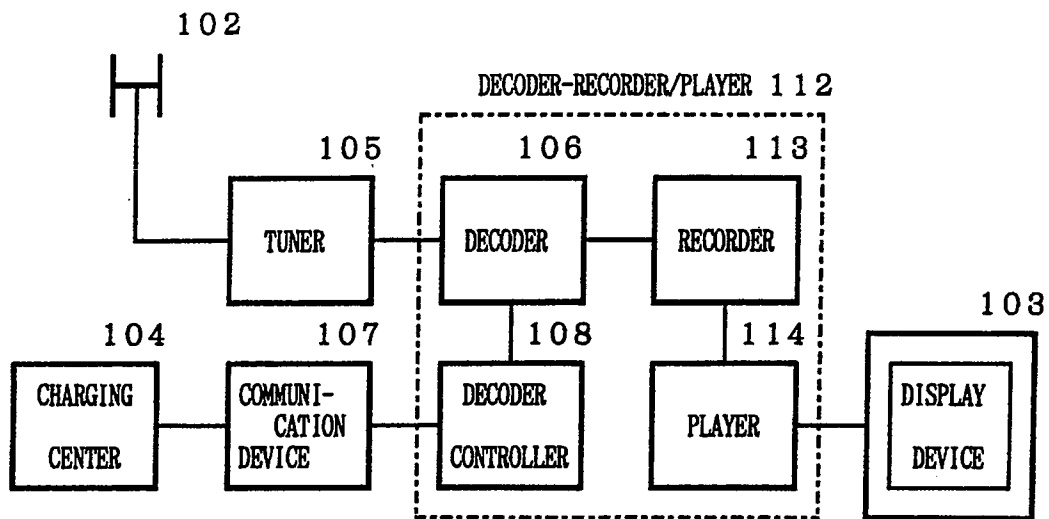 102
DECODER-RECORDER/PLAYER 112
105
106
113
TUNER
DECODER
RECORDER
103
104
107
108
114
CHARGING
CENTER
COMMUNI-
CATION
DEVICE
DECODER
CONTROLLER
PLAYER
DISPLAY
DEVICE